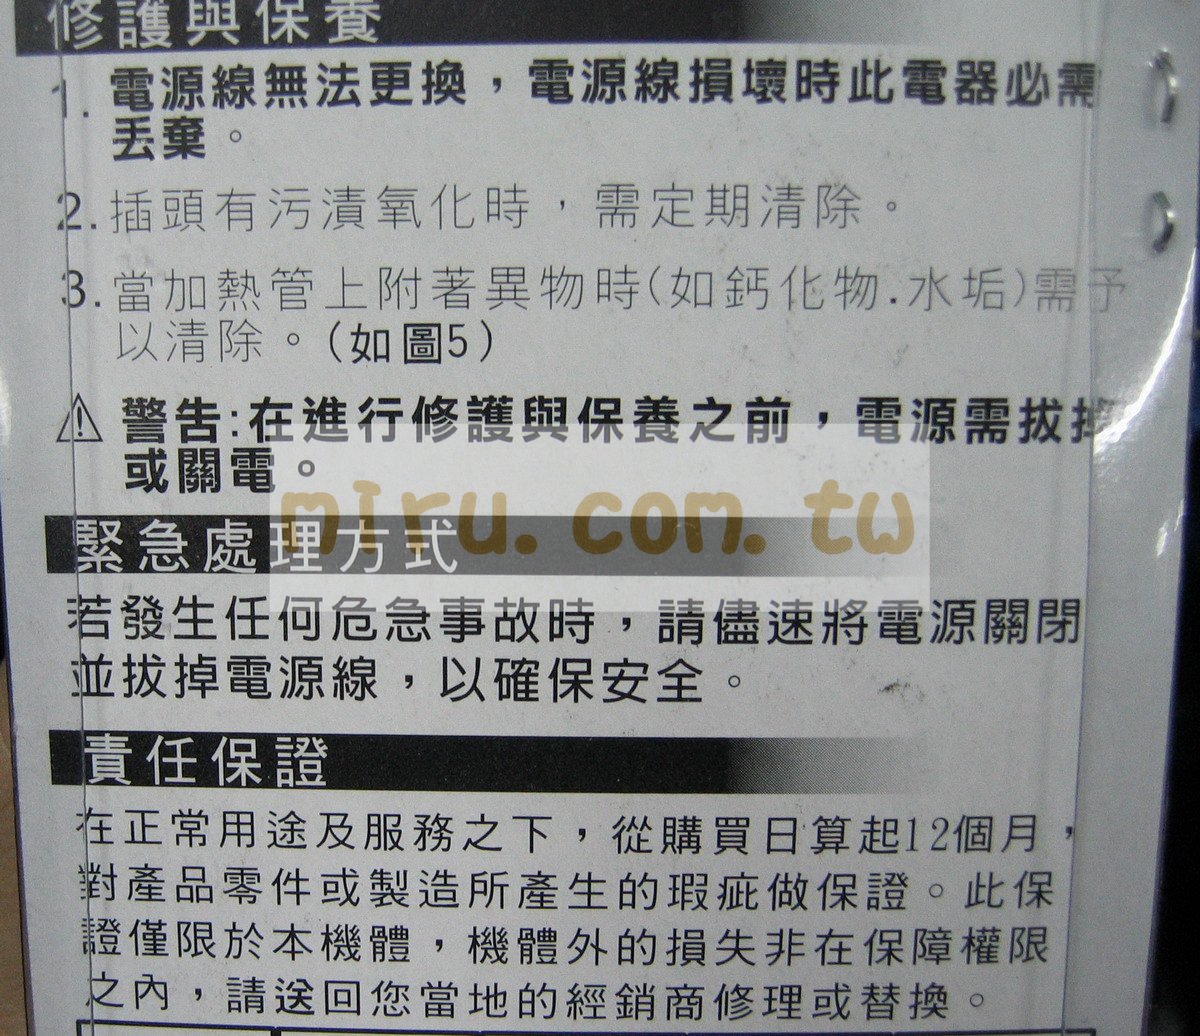 修護與保養
1. 電源線無法更換，電源線損壞時此電器必需
丟棄。
2. 插頭有污漬氧化時，需定期清除。
3. 當加熱管上附著異物時(如鈣化物.水垢)需予
以清除。(如圖5)
警告:在進行修護與保養之前，電源需拔掉
或關電。
miru.com.tw
緊急處理方式
若發生任何危急事故時，請儘速將電源關閉
並拔掉電源線，以確保安全。
責任保證
在正常用途及服務之下，從購買日算起12個月，
對產品零件或製造所產生的瑕疵做保證。此保
證僅限於本機體，機體外的損失非在保障權限
之內，請送回您當地的經銷商修理或替換。